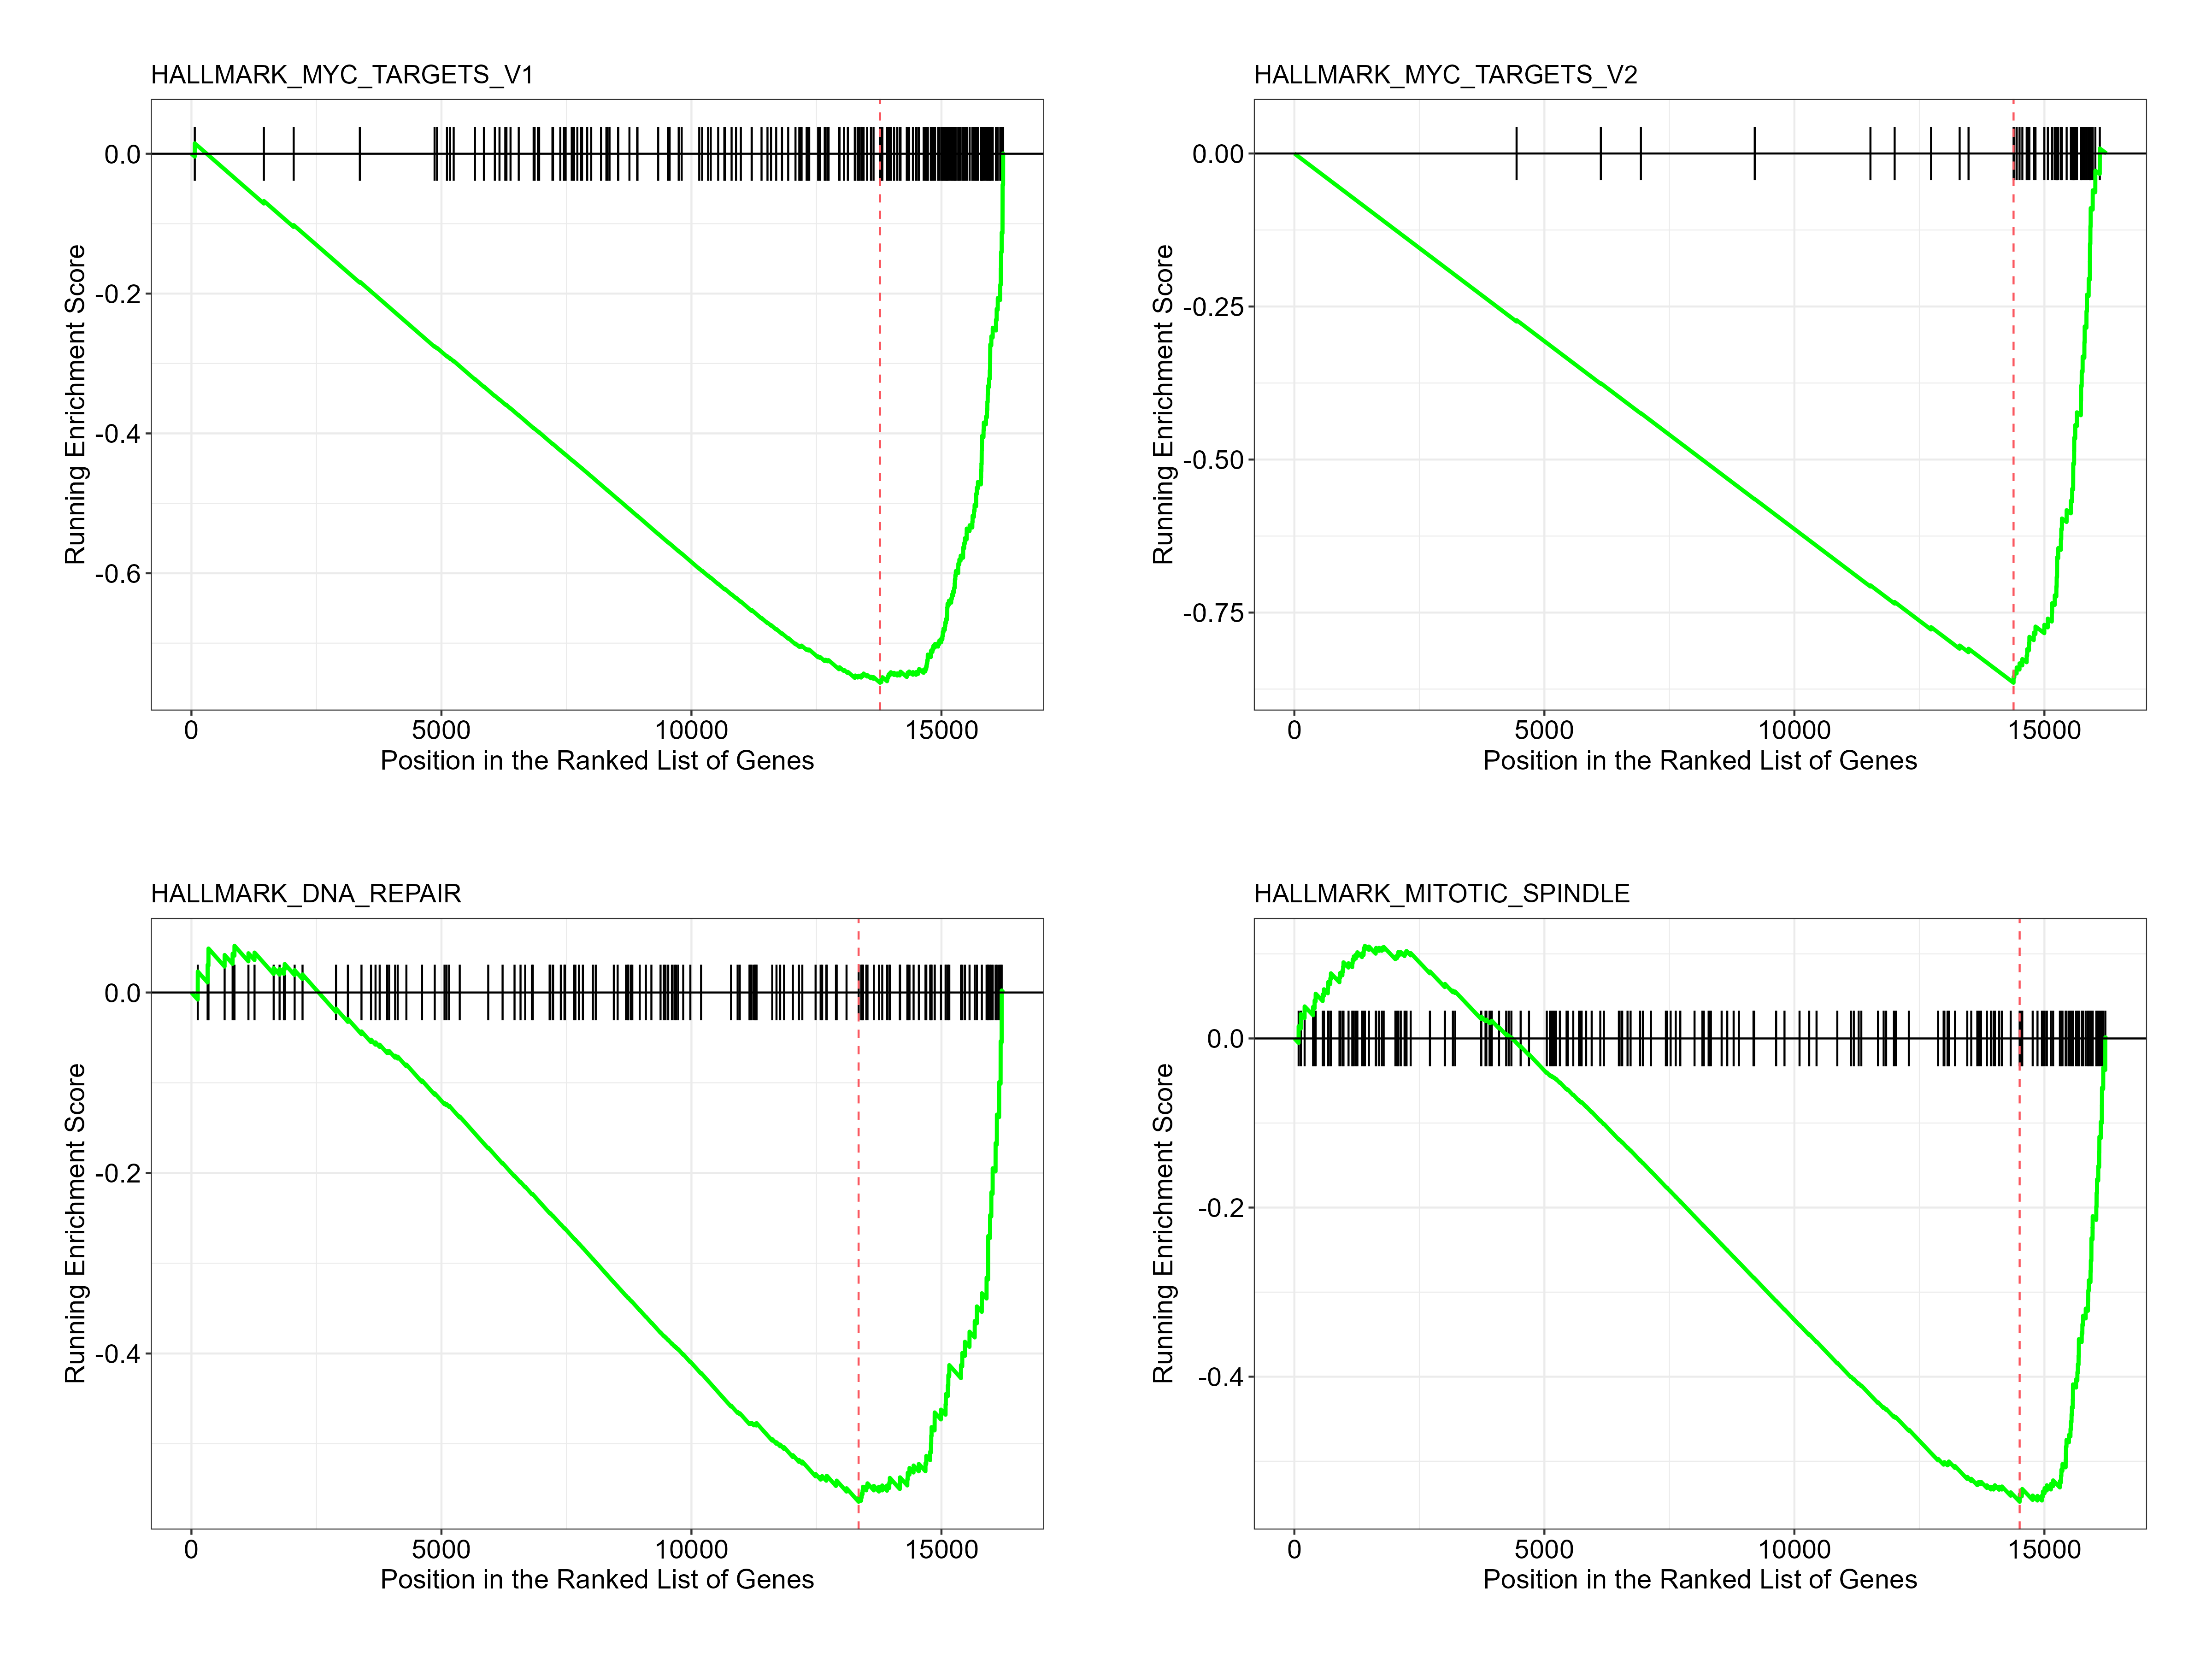 HALLMARK_MYC_TARGETS_V1
0.0
-0.2
-0.4
-0.6
Running Enrichment Score
0 5000 10000 15000
Position in the Ranked List of Genes
HALLMARK_MYC_TARGETS_V2
0.00
-0.25
-0.50
-0.75
Running Enrichment Score
0 5000 10000 15000
Position in the Ranked List of Genes
HALLMARK_DNA_REPAIR
0.0
-0.2
-0.4
Running Enrichment Score
0 5000 10000 15000
Position in the Ranked List of Genes
HALLMARK_MITOTIC_SPINDLE
0.0
-0.2
-0.4
Running Enrichment Score
0 5000 10000 15000
Position in the Ranked List of Genes